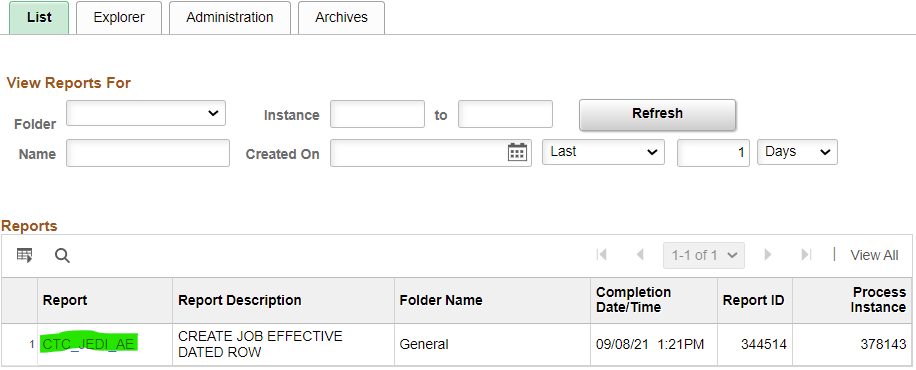 List Explorer Administration Archives
View Reports For
Folder Instance to Refresh
Name Created On Last 1 Days
Reports
1-1 of 1 View All
Report Report Description Folder Name Completion Date/Time Report ID Process Instance
1 CTC_JEDI_AE CREATE JOB EFFECTIVE DATED ROW General 09/08/21 1:21PM 344514 378143